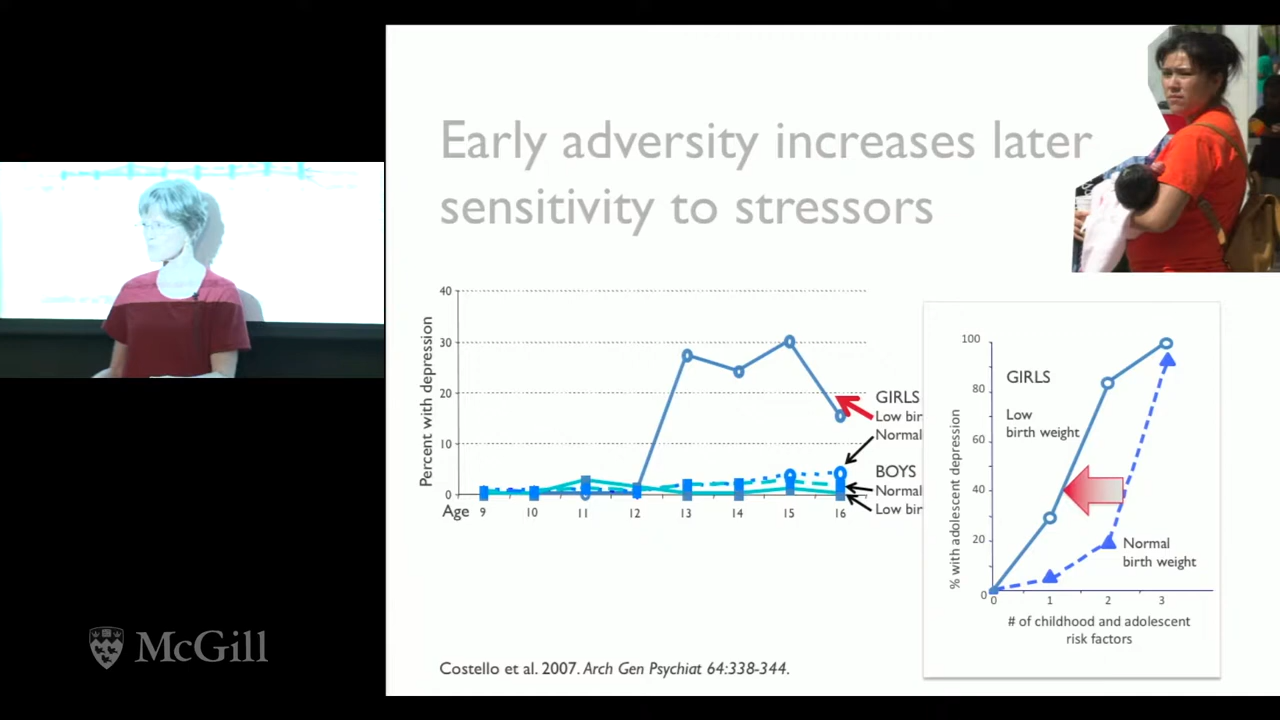 Early adversity increases later
sensitivity to stressors
40
30
20
10
0
Percent with depression
Age 9 10 11 12 13 14 15 16
GIRLS
Low bir
Normal
BOYS
Normal
Low bir
100
80
60
40
20
0
% with adolescent depression
GIRLS
Low
birth weight
Normal
birth weight
0 1 2 3
# of childhood and adolescent
risk factors
McGill
Costello et al. 2007. Arch Gen Psychiat 64:338-344.